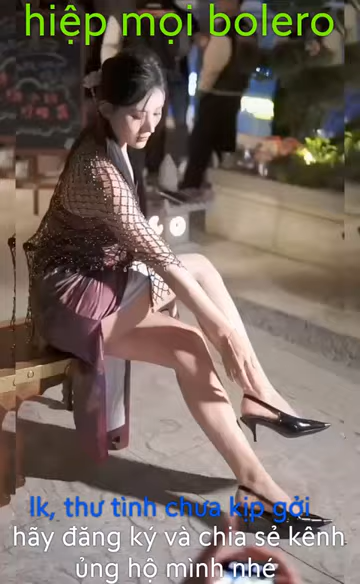 hiệp mọi bolero
lk, thư tình chưa kịp gởi
hãy đăng ký và chia sẻ kênh
ủng hộ mình nhé